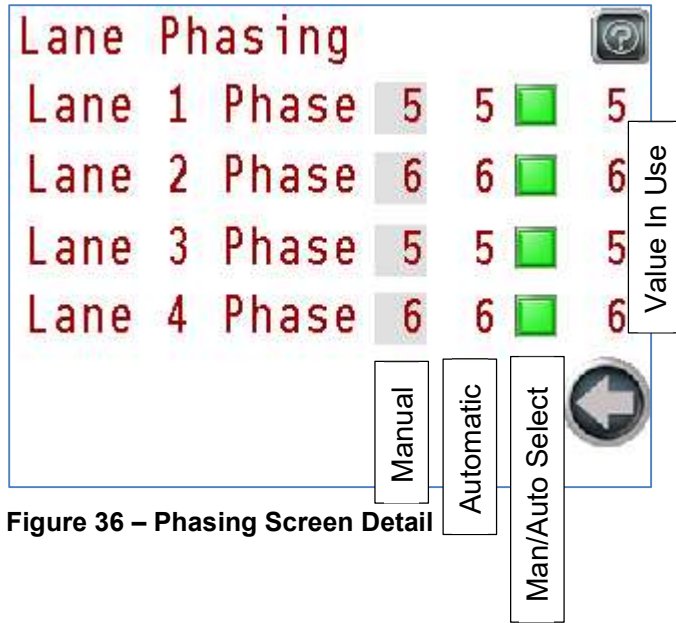 Lane Phasing
Lane 1 Phase 5 5 5
Lane 2 Phase 6 6 6
Lane 3 Phase 5 5 5
Lane 4 Phase 6 6 6
Value In Use
Manual
Automatic
Man/Auto Select
Figure 36 – Phasing Screen Detail